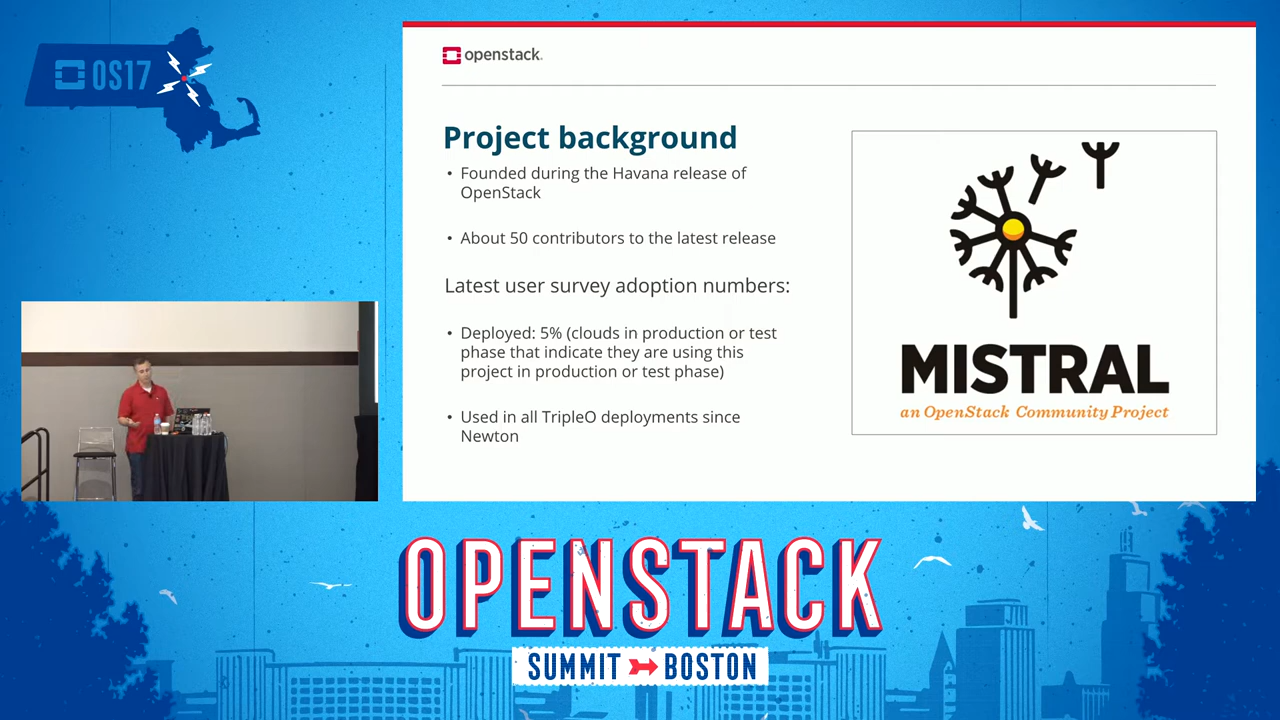 OS17
openstack.
Project background
• Founded during the Havana release of
OpenStack
• About 50 contributors to the latest release
Latest user survey adoption numbers:
• Deployed: 5% (clouds in production or test
phase that indicate they are using this
project in production or test phase)
• Used in all TripleO deployments since
Newton
MISTRAL
an OpenStack Community Project
OPENSTACK
SUMMIT BOSTON